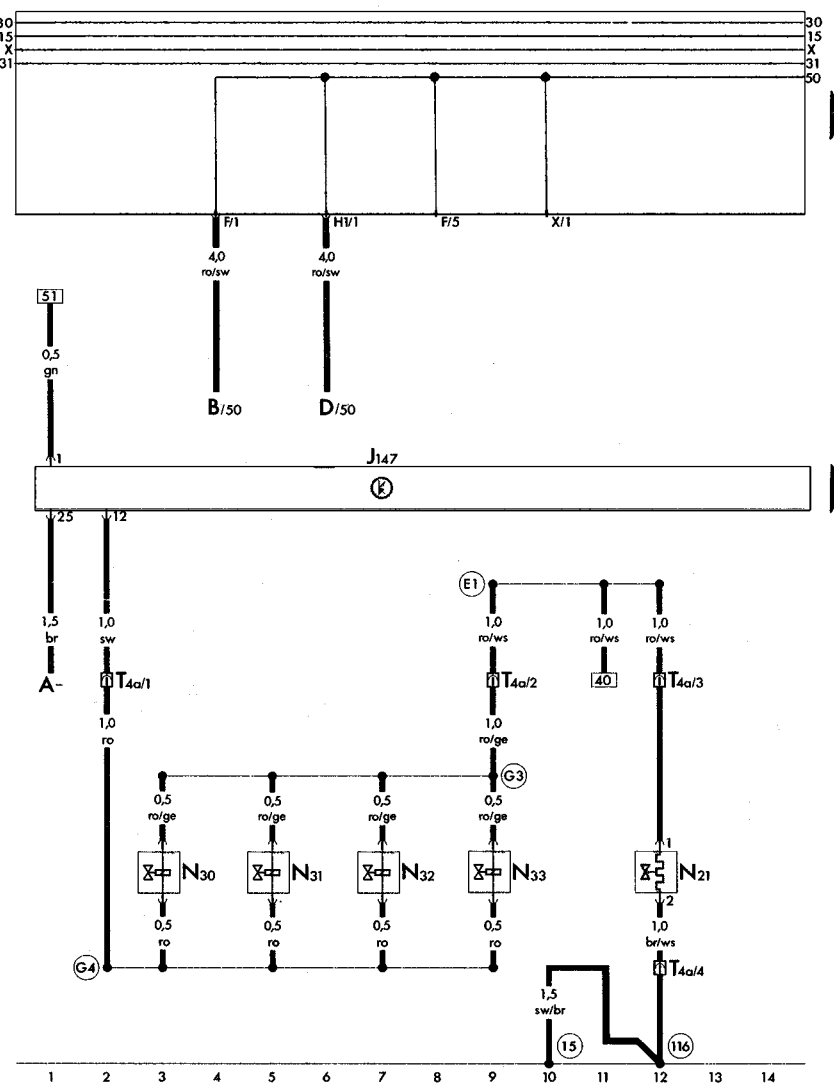 30 30
15 15
X X
31 31
50
F/1 H1/1 F/5 X/1
4,0 4,0
ro/sw ro/sw
51
0,5
gn
B/50 D/50
1 J147
25 12
E1
1,5 1,0 1,0 1,0 1,0
br sw ro/ws ro/ws ro/ws
A- T4a/1 T4a/2 40 T4a/3
1,0 1,0
ro ro/ge
G3
0,5 0,5 0,5 0,5
ro/ge ro/ge ro/ge ro/ge
1
N30 N31 N32 N33 N21
2
0,5 0,5 0,5 0,5 1,0
ro ro ro ro br/ws
G4 T4a/4
1,5
sw/br
15 116
1 2 3 4 5 6 7 8 9 10 11 12 13 14